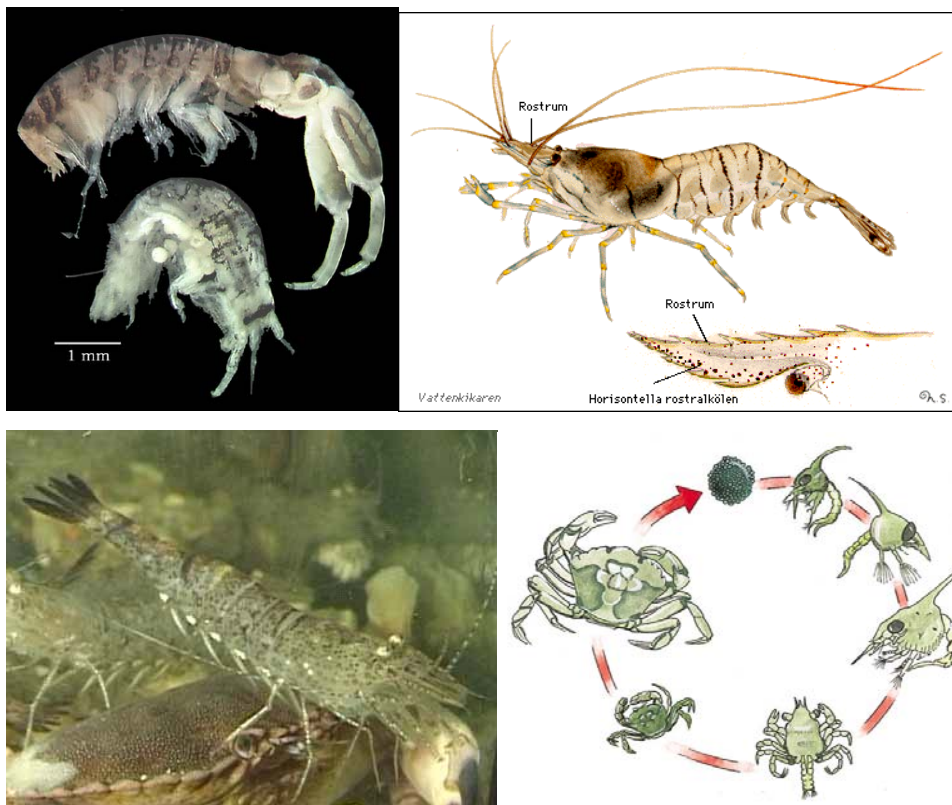 1 mm
Rostrum
Rostrum
Horisontella rostralkölen
Vattenkikaren
©h.s.